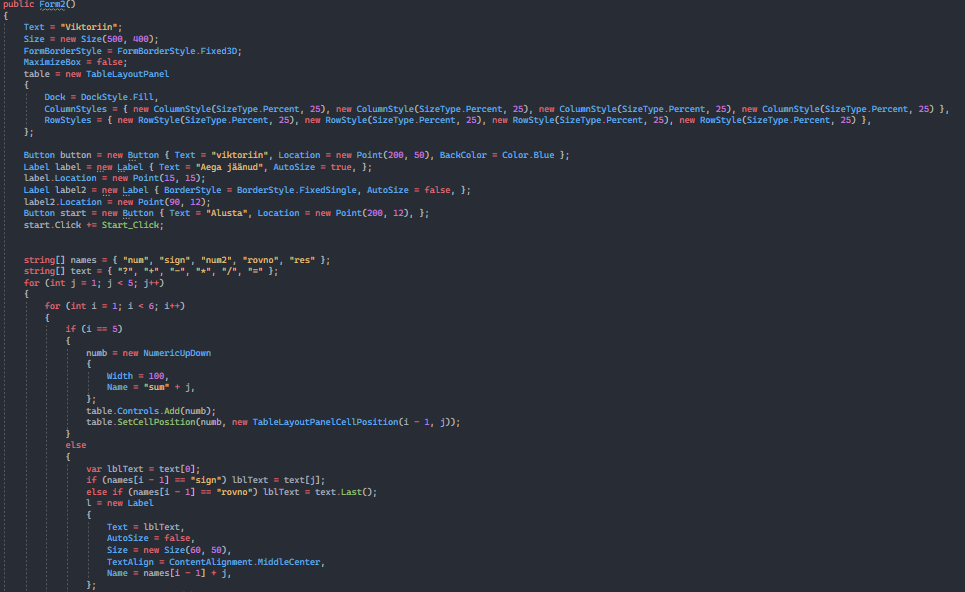 public Form2()
{
Text = "Viktoriin";
Size = new Size(500, 400);
FormBorderStyle = FormBorderStyle.Fixed3D;
MaximizeBox = false;
table = new TableLayoutPanel
{
Dock = DockStyle.Fill,
ColumnStyles = { new ColumnStyle(SizeType.Percent, 25), new ColumnStyle(SizeType.Percent, 25), new ColumnStyle(SizeType.Percent, 25), new ColumnStyle(SizeType.Percent, 25) },
RowStyles = { new RowStyle(SizeType.Percent, 25), new RowStyle(SizeType.Percent, 25), new RowStyle(SizeType.Percent, 25), new RowStyle(SizeType.Percent, 25) },
};
Button button = new Button { Text = "viktoriin", Location = new Point(200, 50), BackColor = Color.Blue };
Label label = new Label { Text = "Aega jäänud", AutoSize = true, };
label.Location = new Point(15, 15);
Label label2 = new Label { BorderStyle = BorderStyle.FixedSingle, AutoSize = false, };
label2.Location = new Point(90, 12);
Button start = new Button { Text = "Alusta", Location = new Point(200, 12), };
start.Click += Start_Click;
string[] names = { "num", "sign", "num2", "rovno", "res" };
string[] text = { "?", "+", "-", "*", "/", "=" };
for (int j = 1; j < 5; j++)
{
for (int i = 1; i < 6; i++)
{
if (i == 5)
{
numb = new NumericUpDown
{
Width = 100,
Name = "sum" + j,
};
table.Controls.Add(numb);
table.SetCellPosition(numb, new TableLayoutPanelCellPosition(i - 1, j));
}
else
{
var lblText = text[0];
if (names[i - 1] == "sign") lblText = text[j];
else if (names[i - 1] == "rovno") lblText = text.Last();
l = new Label
{
Text = lblText,
AutoSize = false,
Size = new Size(60, 50),
TextAlign = ContentAlignment.MiddleCenter,
Name = names[i - 1] + j,
};